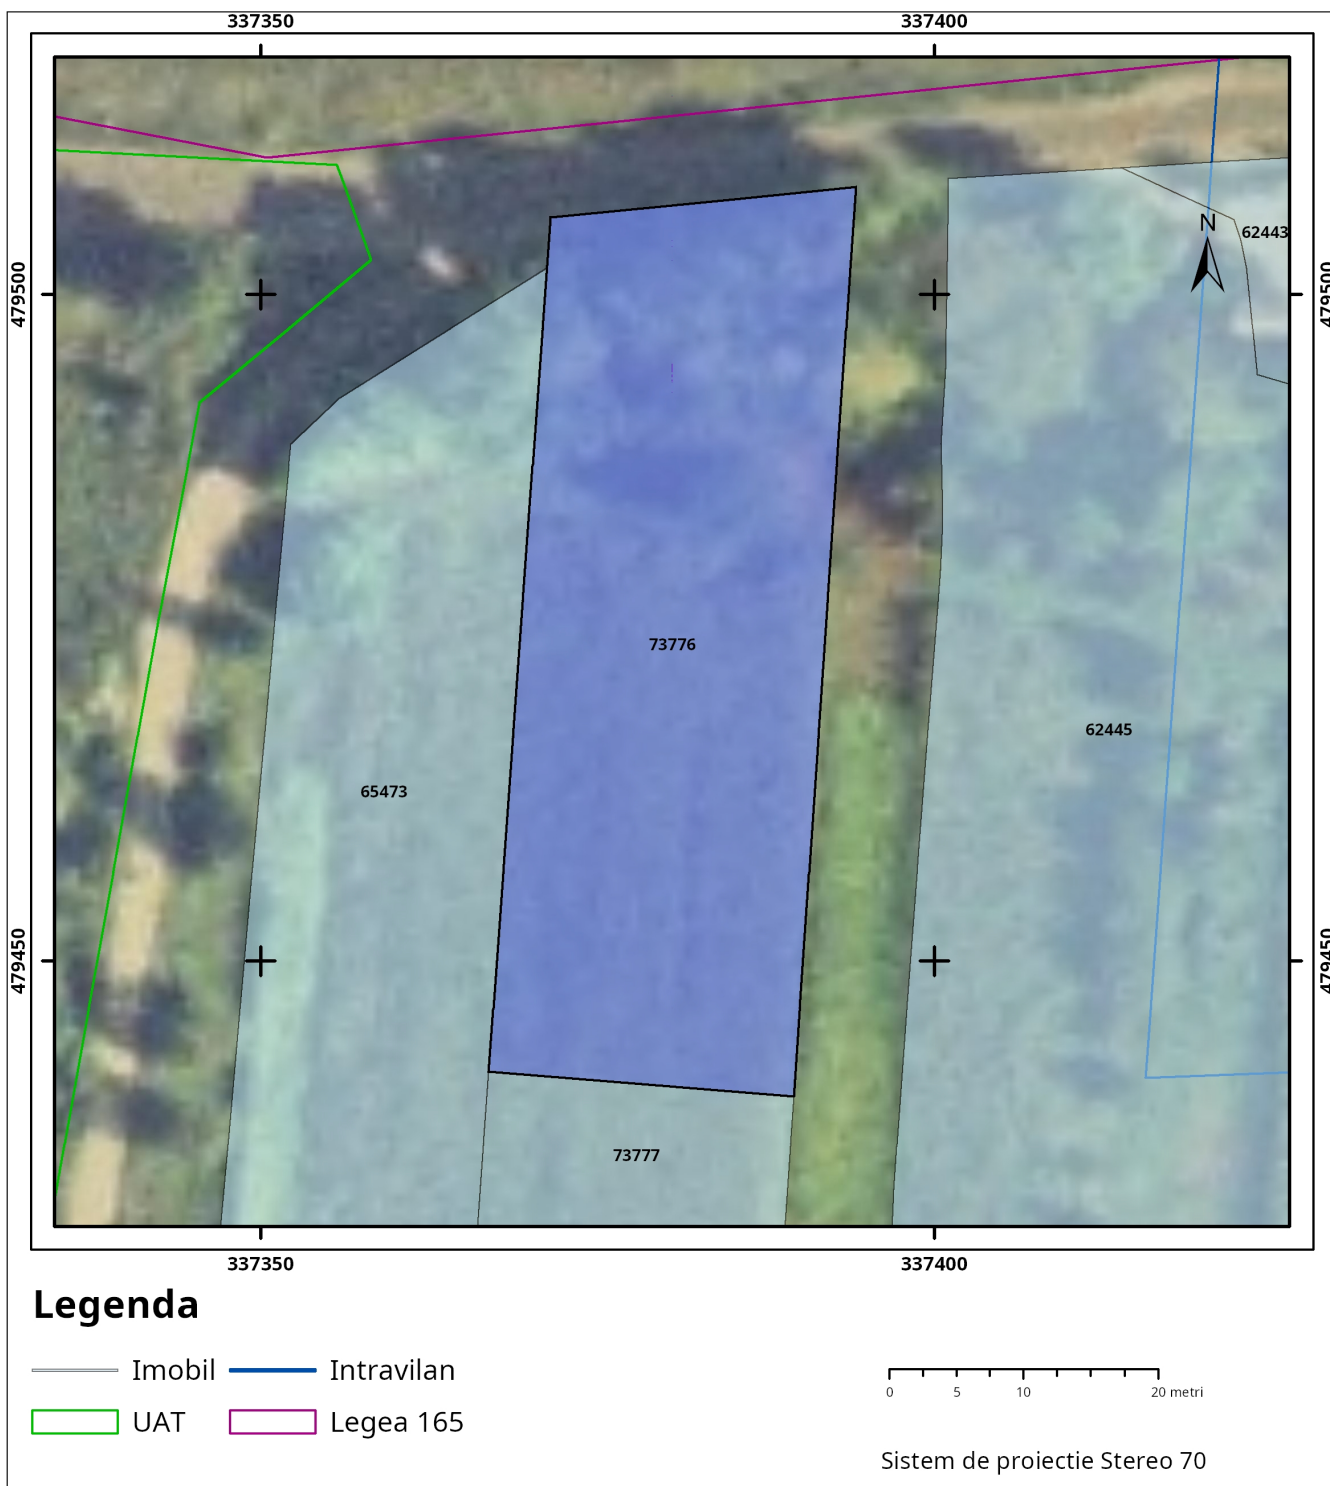 337350 337400
479500 479500
N
62443
73776
62445
65473
479450 479450
73777
337350 337400
Legenda
Imobil Intravilan
UAT Legea 165
0 5 10 20 metri
Sistem de proiectie Stereo 70